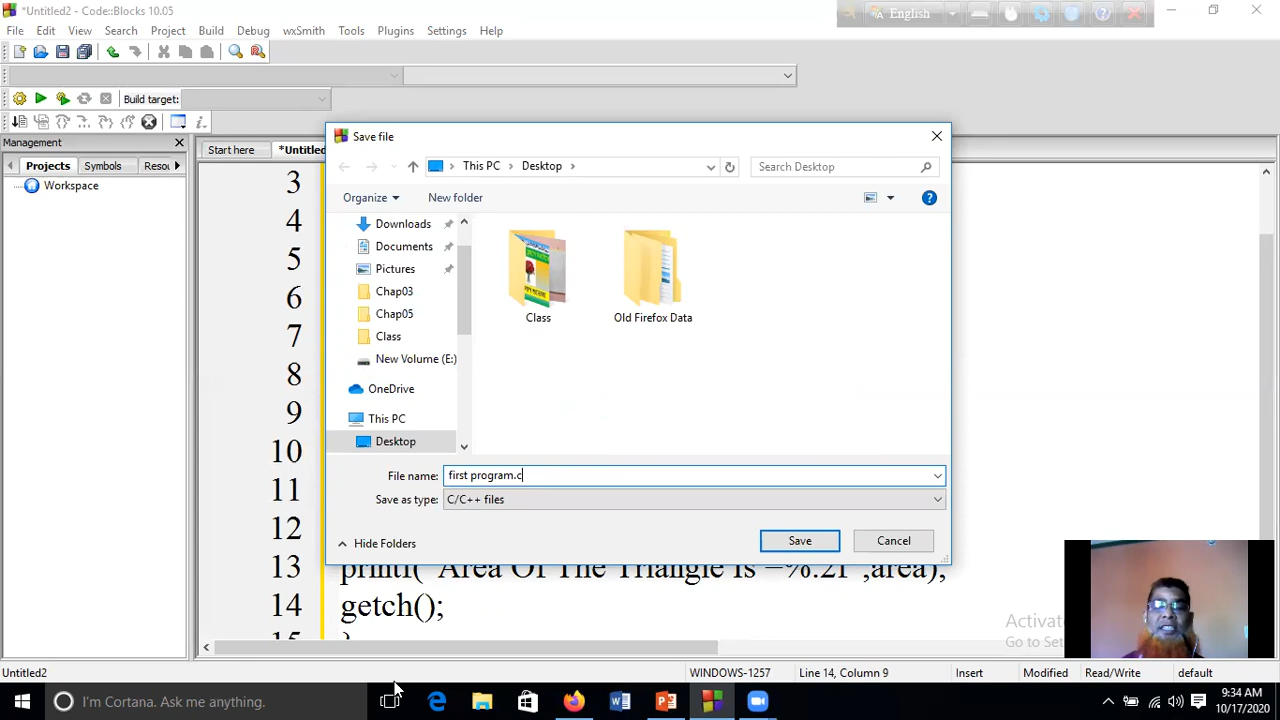 *Untitled2 - Code::Blocks 10.05
English
File Edit View Search Project Build Debug wxSmith Tools Plugins Settings Help
Build target:
Management
Projects Symbols Resou
Workspace
Start here *Untitle
Save file
This PC Desktop
Search Desktop
Organize New folder
Downloads
Documents
Pictures
Chap03
Chap05
Class
New Volume (E:)
OneDrive
This PC
Desktop
Class
Old Firefox Data
File name: first program.c
Save as type: C/C++ files
Hide Folders
Save Cancel
3
4
5
6
7
8
9
10
11
12
13 printf("Area Of The Triangle Is =%.2f",area);
14 getch();
15 }
Activat
Go to Set
Untitled2 WINDOWS-1257 Line 14, Column 9 Insert Modified Read/Write default
I'm Cortana. Ask me anything.
9:34 AM
10/17/2020